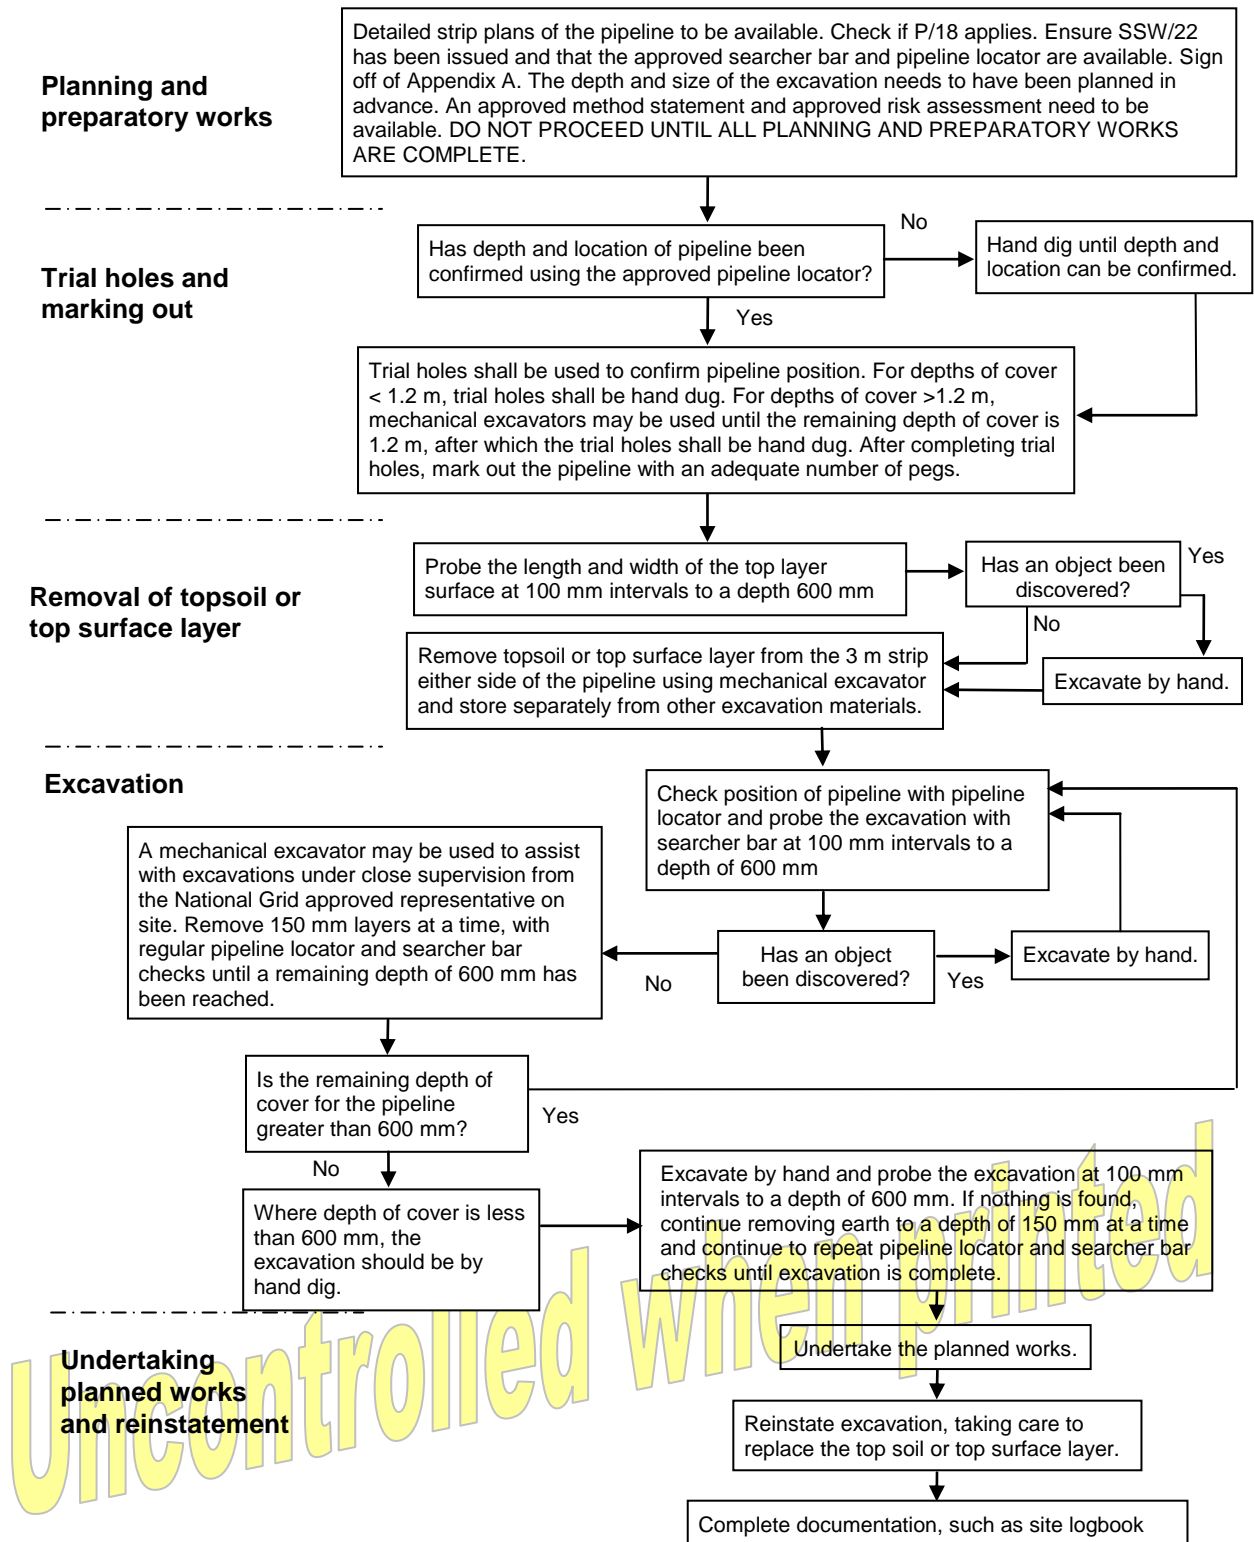 Planning and
preparatory works
Detailed strip plans of the pipeline to be available. Check if P/18 applies. Ensure SSW/22
has been issued and that the approved searcher bar and pipeline locator are available. Sign
off of Appendix A. The depth and size of the excavation needs to have been planned in
advance. An approved method statement and approved risk assessment need to be
available. DO NOT PROCEED UNTIL ALL PLANNING AND PREPARATORY WORKS
ARE COMPLETE.
Trial holes and
marking out
Has depth and location of pipeline been
confirmed using the approved pipeline locator?
No
Hand dig until depth and
location can be confirmed.
Yes
Trial holes shall be used to confirm pipeline position. For depths of cover
< 1.2 m, trial holes shall be hand dug. For depths of cover >1.2 m,
mechanical excavators may be used until the remaining depth of cover is
1.2 m, after which the trial holes shall be hand dug. After completing trial
holes, mark out the pipeline with an adequate number of pegs.
Removal of topsoil or
top surface layer
Probe the length and width of the top layer
surface at 100 mm intervals to a depth 600 mm
Has an object been
discovered?
Yes
No
Excavate by hand.
Remove topsoil or top surface layer from the 3 m strip
either side of the pipeline using mechanical excavator
and store separately from other excavation materials.
Excavation
Check position of pipeline with pipeline
locator and probe the excavation with
searcher bar at 100 mm intervals to a
depth of 600 mm
Has an object
been discovered?
Yes
Excavate by hand.
No
A mechanical excavator may be used to assist
with excavations under close supervision from
the National Grid approved representative on
site. Remove 150 mm layers at a time, with
regular pipeline locator and searcher bar
checks until a remaining depth of 600 mm has
been reached.
Is the remaining depth of
cover for the pipeline
greater than 600 mm?
Yes
No
Where depth of cover is less
than 600 mm, the
excavation should be by
hand dig.
Excavate by hand and probe the excavation at 100 mm
intervals to a depth of 600 mm. If nothing is found,
continue removing earth to a depth of 150 mm at a time
and continue to repeat pipeline locator and searcher bar
checks until excavation is complete.
Undertaking
planned works
and reinstatement
Undertake the planned works.
Reinstate excavation, taking care to
replace the top soil or top surface layer.
Complete documentation, such as site logbook
Uncontrolled when printed